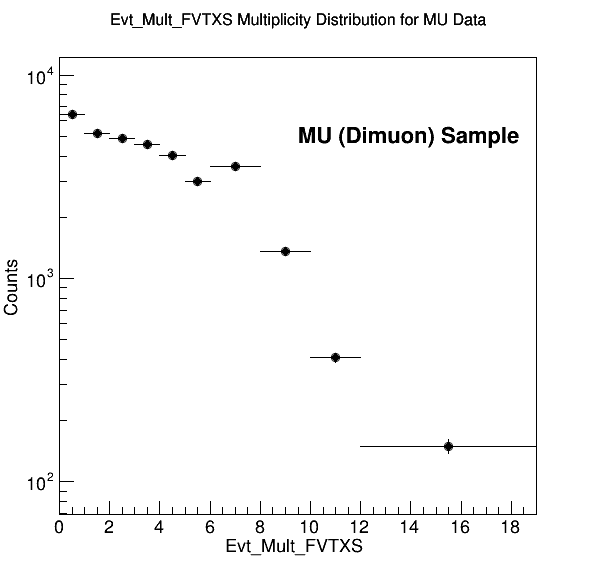 Evt_Mult_FVTXS Multiplicity Distribution for MU Data
10^4
MU (Dimuon) Sample
10^3
Counts
10^2
0 2 4 6 8 10 12 14 16 18
Evt_Mult_FVTXS